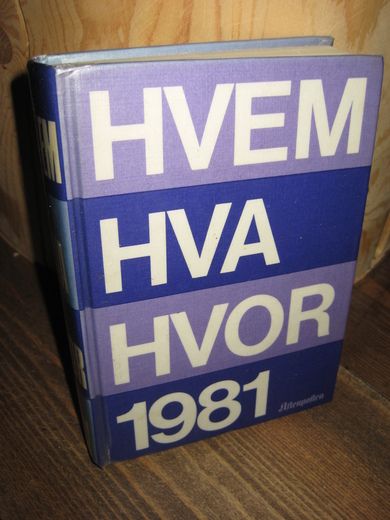 HVEM
HVA
HVOR
1981
Aftenposten